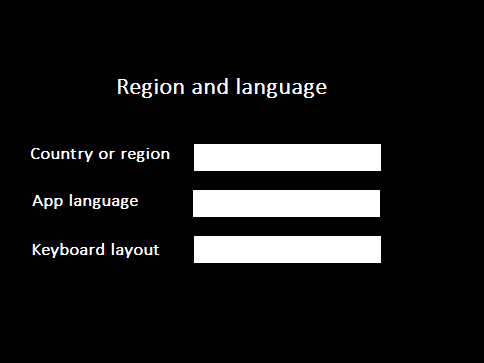 Region and language
Country or region
App language
Keyboard layout